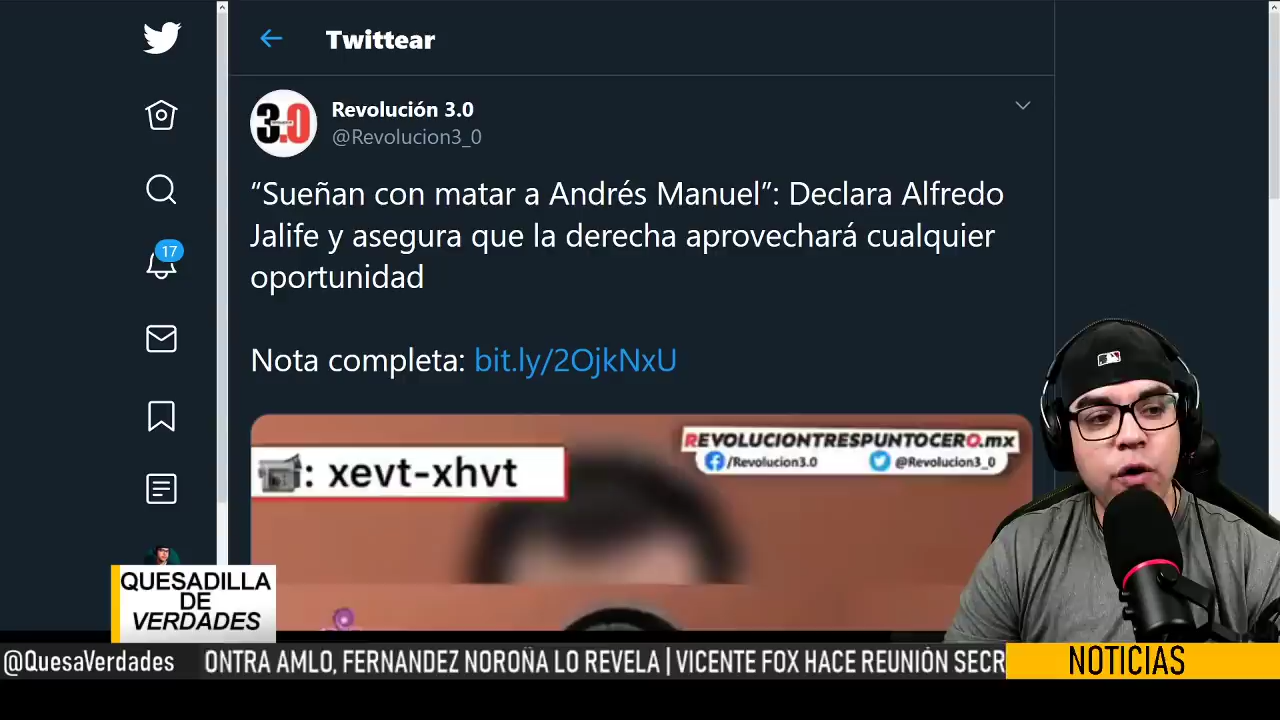 Twittear
Revolución 3.0
@Revolucion3_0
“Sueñan con matar a Andrés Manuel”: Declara Alfredo
Jalife y asegura que la derecha aprovechará cualquier
oportunidad
Nota completa: bit.ly/2OjkNxU
REVOLUCIONTRESPUNTOCERO.mx
/Revolucion3.0 @Revolucion3_0
: xevt-xhvt
17
3.0
QUESADILLA
DE
VERDADES
@QuesaVerdades
ONTRA AMLO, FERNANDEZ NOROÑA LO REVELA | VICENTE FOX HACE REUNIÓN SECR
NOTICIAS